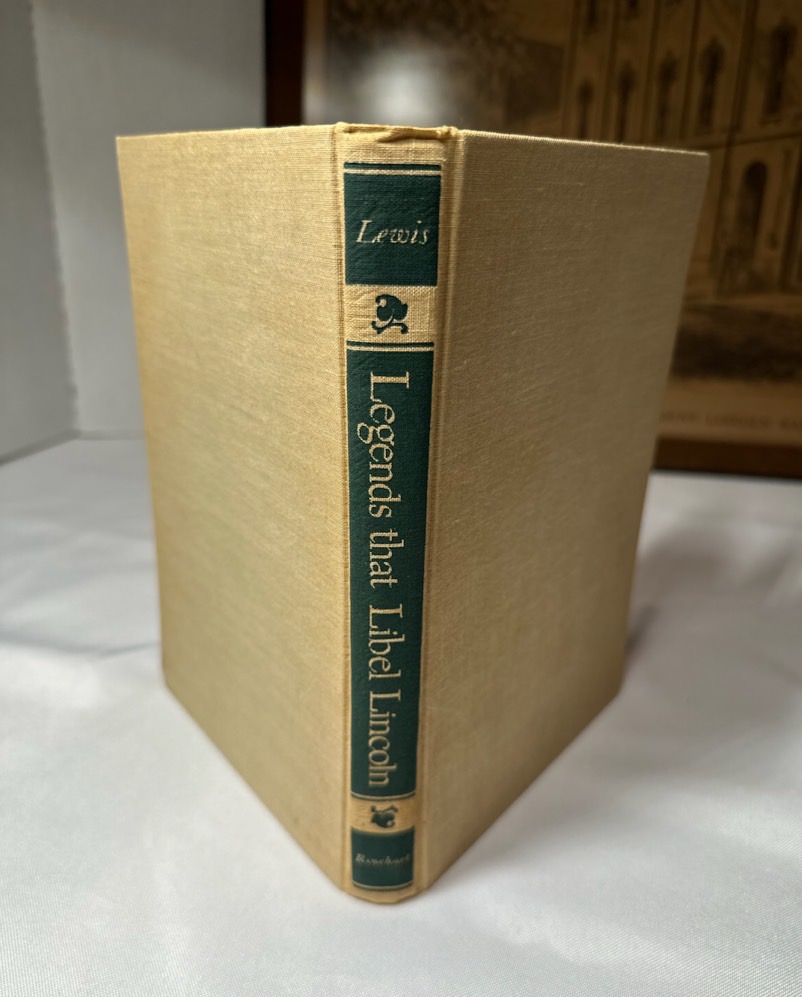 Lewis
Legends that Libel Lincoln
Rinehart